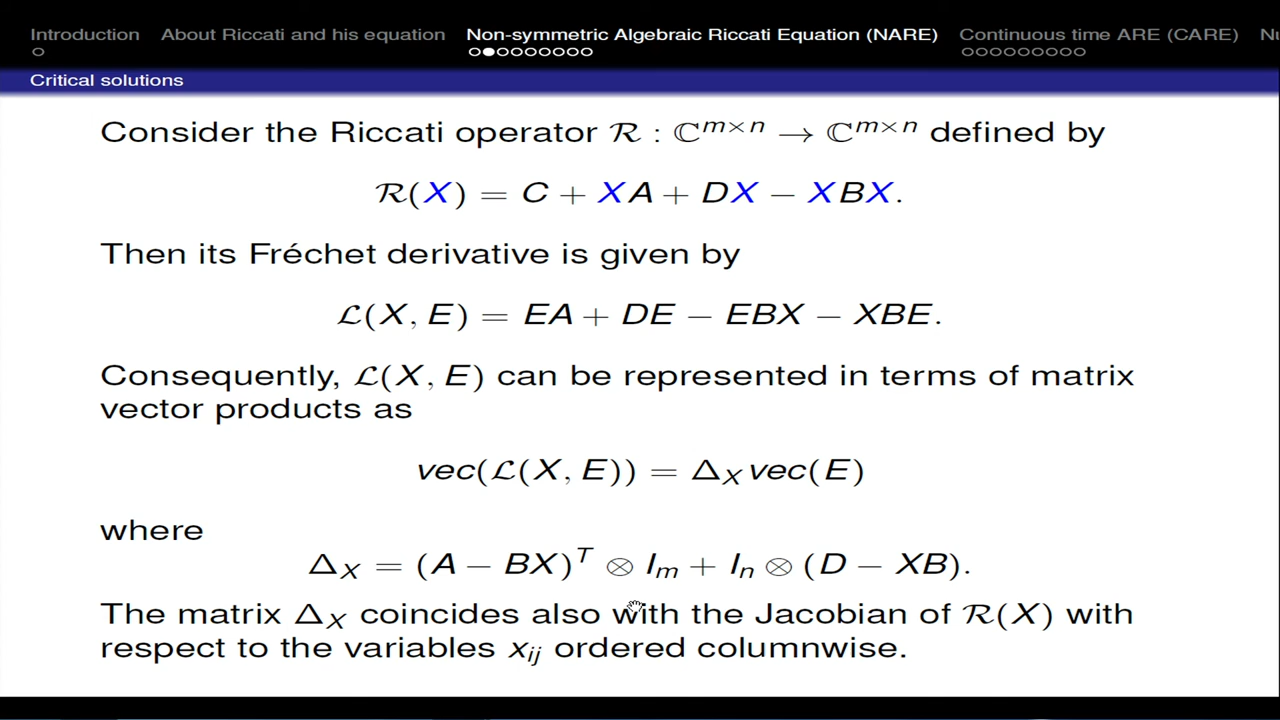 Introduction About Riccati and his equation Non-symmetric Algebraic Riccati Equation (NARE) Continuous time ARE (CARE) Nu
Critical solutions
Consider the Riccati operator ℛ : ℂ^{m×n} → ℂ^{m×n} defined by
ℛ(X) = C + XA + DX − XBX.
Then its Fréchet derivative is given by
ℒ(X, E) = EA + DE − EBX − XBE.
Consequently, ℒ(X, E) can be represented in terms of matrix
vector products as
vec(ℒ(X, E)) = Δ_X vec(E)
where
Δ_X = (A − BX)^T ⊗ I_m + I_n ⊗ (D − XB).
The matrix Δ_X coincides also with the Jacobian of ℛ(X) with
respect to the variables x_{ij} ordered columnwise.